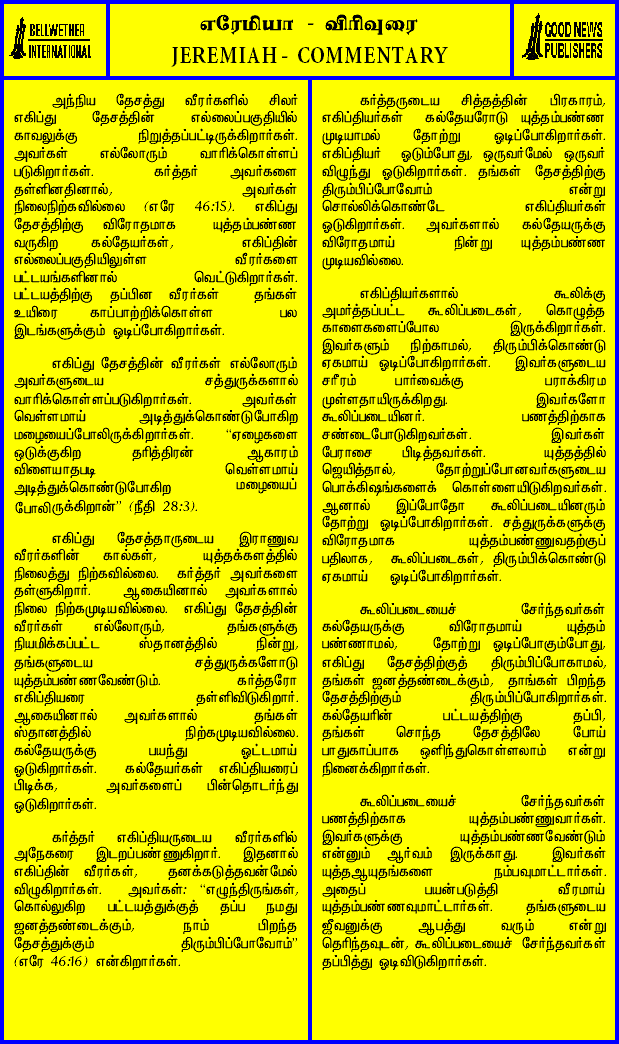 BELLWETHER
INTERNATIONAL
எரேமியா - விரிவுரை
JEREMIAH - COMMENTARY
GOOD NEWS
PUBLISHERS
அந்நிய தேசத்து வீரர்களில் சிலர்
எகிப்து தேசத்தின் எல்லைப்பகுதியில்
காவலுக்கு நிறுத்தப்பட்டிருக்கிறார்கள்.
அவர்கள் எல்லோரும் வாரிக்கொள்ளப்
படுகிறார்கள். கர்த்தர் அவர்களை
தள்ளினதினால், அவர்கள்
நிலைநிற்கவில்லை (எரே 46:15). எகிப்து
தேசத்திற்கு விரோதமாக யுத்தம்பண்ண
வருகிற கல்தேயர்கள், எகிப்தின்
எல்லைப்பகுதியிலுள்ள வீரர்களை
பட்டயங்களினால் வெட்டுகிறார்கள்.
பட்டயத்திற்கு தப்பின வீரர்கள் தங்கள்
உயிரை காப்பாற்றிக்கொள்ள பல
இடங்களுக்கும் ஓடிப்போகிறார்கள்.
எகிப்து தேசத்தின் வீரர்கள் எல்லோரும்
அவர்களுடைய சத்துருக்களால்
வாரிக்கொள்ளப்படுகிறார்கள். அவர்கள்
வெள்ளமாய் அடித்துக்கொண்டுபோகிற
மழையைப்போலிருக்கிறார்கள். “ஏழைகளை
ஒடுக்குகிற தரித்திரன் ஆகாரம்
விளையாதபடி வெள்ளமாய்
அடித்துக்கொண்டுபோகிற மழையைப்
போலிருக்கிறான்” (நீதி 28:3).
எகிப்து தேசத்தாருடைய இராணுவ
வீரர்களின் கால்கள், யுத்தக்களத்தில்
நிலைத்து நிற்கவில்லை. கர்த்தர் அவர்களை
தள்ளுகிறார். ஆகையினால் அவர்களால்
நிலை நிற்கமுடியவில்லை. எகிப்து தேசத்தின்
வீரர்கள் எல்லோரும், தங்களுக்கு
நியமிக்கப்பட்ட ஸ்தானத்தில் நின்று,
தங்களுடைய சத்துருக்களோடு
யுத்தம்பண்ணவேண்டும். கர்த்தரோ
எகிப்தியரை தள்ளிவிடுகிறார்.
ஆகையினால் அவர்களால் தங்கள்
ஸ்தானத்தில் நிற்கமுடியவில்லை.
கல்தேயருக்கு பயந்து ஓட்டமாய்
ஓடுகிறார்கள். கல்தேயர்கள் எகிப்தியரைப்
பிடிக்க, அவர்களைப் பின்தொடர்ந்து
ஓடுகிறார்கள்.
கர்த்தர் எகிப்தியருடைய வீரர்களில்
அநேகரை இடறப்பண்ணுகிறார். இதனால்
எகிப்தின் வீரர்கள், தனக்கடுத்தவன்மேல்
விழுகிறார்கள். அவர்கள்: “எழுந்திருங்கள்,
கொல்லுகிற பட்டயத்துக்குத் தப்ப நமது
ஜனத்தண்டைக்கும், நாம் பிறந்த
தேசத்துக்கும் திரும்பிப்போவோம்”
(எரே 46:16) என்கிறார்கள்.
கர்த்தருடைய சித்தத்தின் பிரகாரம்,
எகிப்தியர்கள் கல்தேயரோடு யுத்தம்பண்ண
முடியாமல் தோற்று ஓடிப்போகிறார்கள்.
எகிப்தியர் ஓடும்போது, ஒருவர்மேல் ஒருவர்
விழுந்து ஓடுகிறார்கள். தங்கள் தேசத்திற்கு
திரும்பிப்போவோம் என்று
சொல்லிக்கொண்டே எகிப்தியர்கள்
ஓடுகிறார்கள். அவர்களால் கல்தேயருக்கு
விரோதமாய் நின்று யுத்தம்பண்ண
முடியவில்லை.
எகிப்தியர்களால் கூலிக்கு
அமர்த்தப்பட்ட கூலிப்படைகள், கொழுத்த
காளைகளைப்போல இருக்கிறார்கள்.
இவர்களும் நிற்காமல், திரும்பிக்கொண்டு
ஏகமாய் ஓடிப்போகிறார்கள். இவர்களுடைய
சரீரம் பார்வைக்கு பராக்கிரம
முள்ளதாயிருக்கிறது. இவர்களோ
கூலிப்படையினர். பணத்திற்காக
சண்டைபோடுகிறவர்கள். இவர்கள்
பேராசை பிடித்தவர்கள். யுத்தத்தில்
ஜெயித்தால், தோற்றுப்போனவர்களுடைய
பொக்கிஷங்களைக் கொள்ளையிடுகிறவர்கள்.
ஆனால் இப்போதோ கூலிப்படையினரும்
தோற்று ஓடிப்போகிறார்கள். சத்துருக்களுக்கு
விரோதமாக யுத்தம்பண்ணுவதற்குப்
பதிலாக, கூலிப்படைகள், திரும்பிக்கொண்டு
ஏகமாய் ஓடிப்போகிறார்கள்.
கூலிப்படையைச் சேர்ந்தவர்கள்
கல்தேயருக்கு விரோதமாய் யுத்தம்
பண்ணாமல், தோற்று ஓடிப்போகும்போது,
எகிப்து தேசத்திற்குத் திரும்பிப்போகாமல்,
தங்கள் ஜனத்தண்டைக்கும், தாங்கள் பிறந்த
தேசத்திற்கும் திரும்பிப்போகிறார்கள்.
கல்தேயரின் பட்டயத்திற்கு தப்பி,
தங்கள் சொந்த தேசத்திலே போய்
பாதுகாப்பாக ஒளிந்துகொள்ளலாம் என்று
நினைக்கிறார்கள்.
கூலிப்படையைச் சேர்ந்தவர்கள்
பணத்திற்காக யுத்தம்பண்ணுவார்கள்.
இவர்களுக்கு யுத்தம்பண்ணவேண்டும்
என்னும் ஆர்வம் இருக்காது. இவர்கள்
யுத்தஆயுதங்களை நம்பவுமாட்டார்கள்.
அதைப் பயன்படுத்தி வீரமாய்
யுத்தம்பண்ணவுமாட்டார்கள். தங்களுடைய
ஜீவனுக்கு ஆபத்து வரும் என்று
தெரிந்தவுடன், கூலிப்படையைச் சேர்ந்தவர்கள்
தப்பித்து ஓடிவிடுகிறார்கள்.